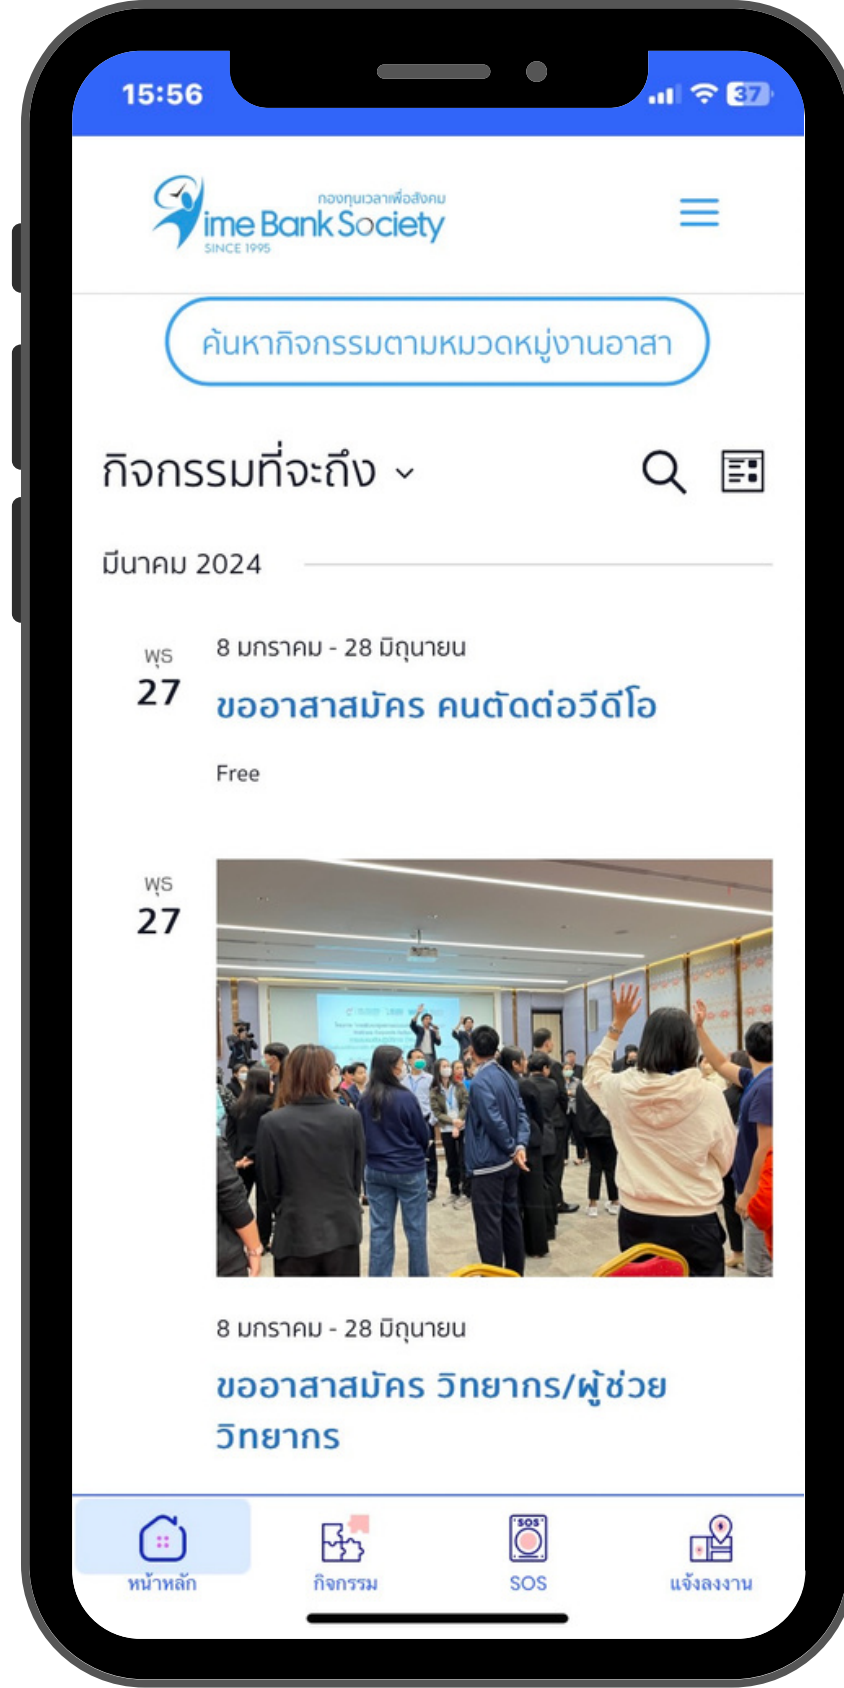 15:56
37
กองทุนเวลาเพื่อสังคม
ime Bank Society
SINCE 1995
ค้นหากิจกรรมตามหมวดหมู่งานอาสา
กิจกรรมที่จะถึง
มีนาคม 2024
พุธ
27
8 มกราคม - 28 มิถุนายน
ขออาสาสมัคร คนตัดต่อวีดีโอ
Free
พุธ
27
8 มกราคม - 28 มิถุนายน
ขออาสาสมัคร วิทยากร/ผู้ช่วย
วิทยากร
SOS
หน้าหลัก
กิจกรรม
SOS
แจ้งลงงาน